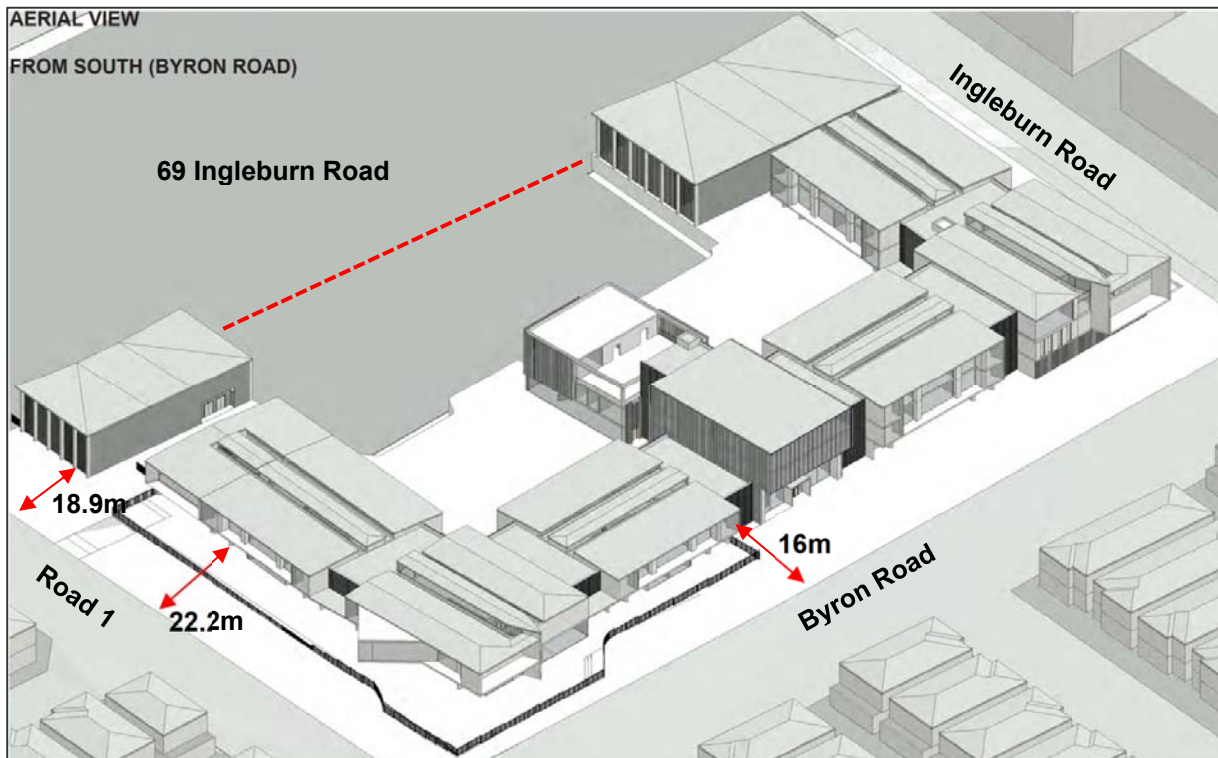 AERIAL VIEW
FROM SOUTH (BYRON ROAD)
Ingleburn Road
69 Ingleburn Road
18.9m
16m
Road 1
22.2m
Byron Road